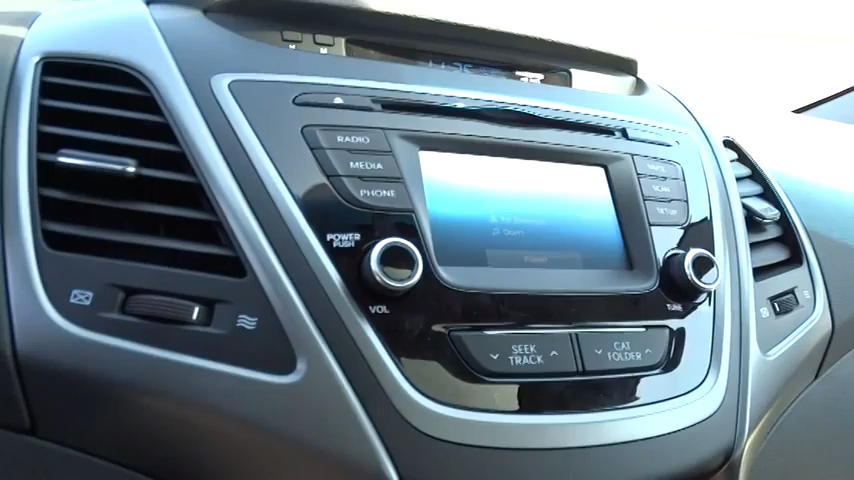 H
M
RADIO
MEDIA
PHONE
SCAN
SETUP
POWER
PUSH
VOL
TUNE
SEEK
TRACK
CAT
FOLDER